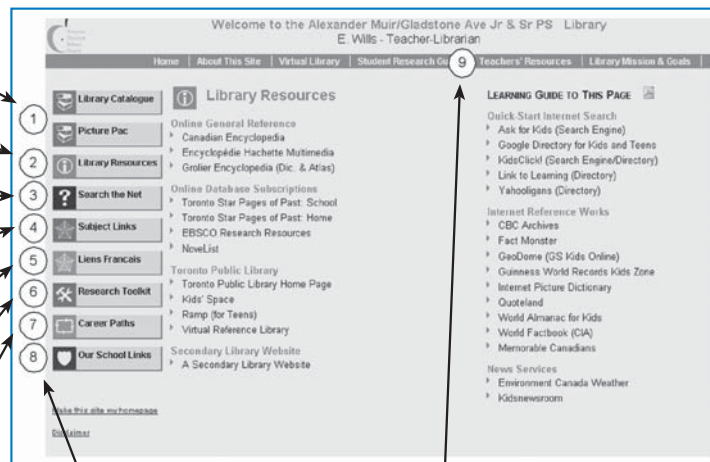 Welcome to the Alexander Muir/Gladstone Ave Jr & Sr PS Library
E. Wills - Teacher-Librarian
Home | About This Site | Virtual Library | Student Research 9 Teachers' Resources | Library Mission & Goals |
1
2
3
4
5
6
7
8
Library Catalogue
Picture Pac
Library Resources
Search the Net
Subject Links
Liens Francais
Research Toolkit
Career Paths
Our School Links
Make this site my homepage
Disclaimer
Library Resources
Online General Reference
Canadian Encyclopedia
Encyclopédie Hachette Multimedia
Grolier Encyclopedia (Dic. & Atlas)
Online Database Subscriptions
Toronto Star Pages of Past: School
Toronto Star Pages of Past: Home
EBSCO Research Resources
NoveList
Toronto Public Library
Toronto Public Library Home Page
Kids' Space
Ramp (for Teens)
Virtual Reference Library
Secondary Library Website
A Secondary Library Website
LEARNING GUIDE TO THIS PAGE
Quick-Start Internet Search
Ask for Kids (Search Engine)
Google Directory for Kids and Teens
KidsClick! (Search Engine/Directory)
Link to Learning (Directory)
Yahooligans (Directory)
Internet Reference Works
CBC Archives
Fact Monster
GeoDome (GS Kids Online)
Guinness World Records Kids Zone
Internet Picture Dictionary
Quoteland
World Almanac for Kids
World Factbook (CIA)
Memorable Canadians
News Services
Environment Canada Weather
Kidsnewsroom